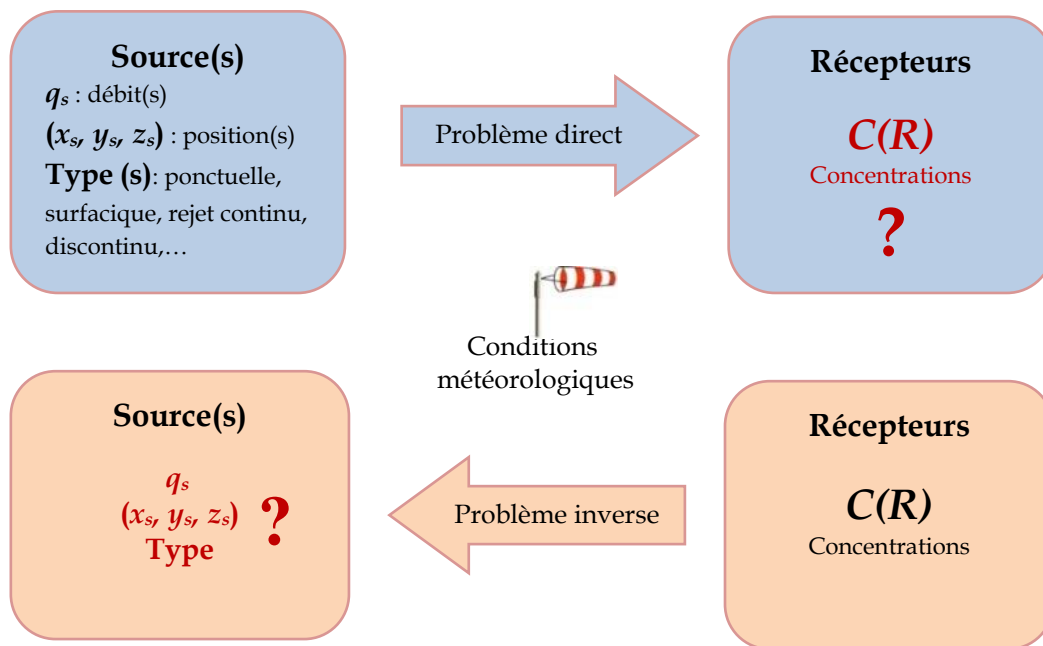 Source(s)
qs : débit(s)
(xs, ys, zs) : position(s)
Type (s): ponctuelle,
surfacique, rejet continu,
discontinu,…
Problème direct
Récepteurs
C(R)
Concentrations
?
Conditions
météorologiques
Source(s)
qs
(xs, ys, zs) ?
Type
Problème inverse
Récepteurs
C(R)
Concentrations